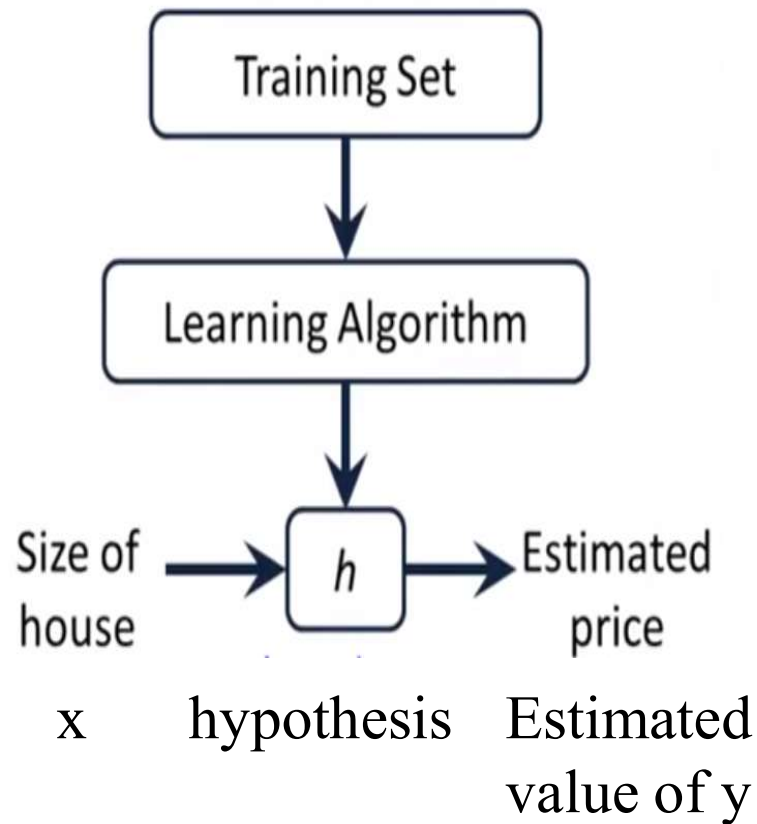 Training Set
Learning Algorithm
Size of
house
h
Estimated
price
x hypothesis Estimated
value of y